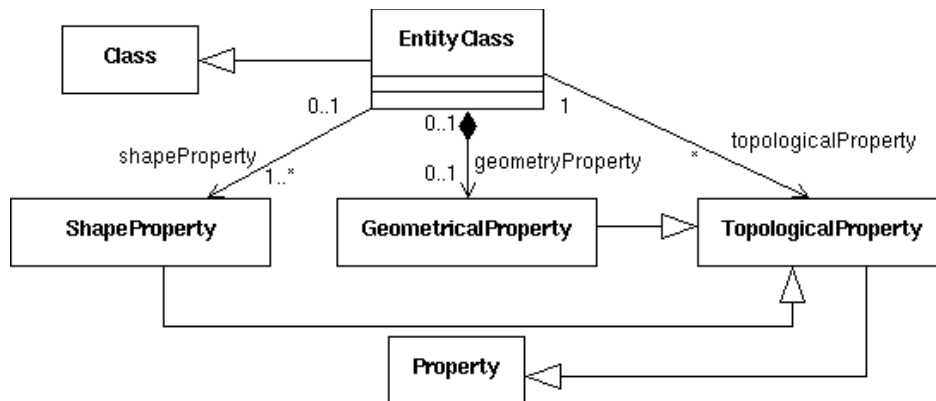 EntityClass
Class
0..1
0..1
1
shapeProperty
1..*
0..1
geometryProperty
*
topologicalProperty
ShapeProperty
GeometricalProperty
TopologicalProperty
Property